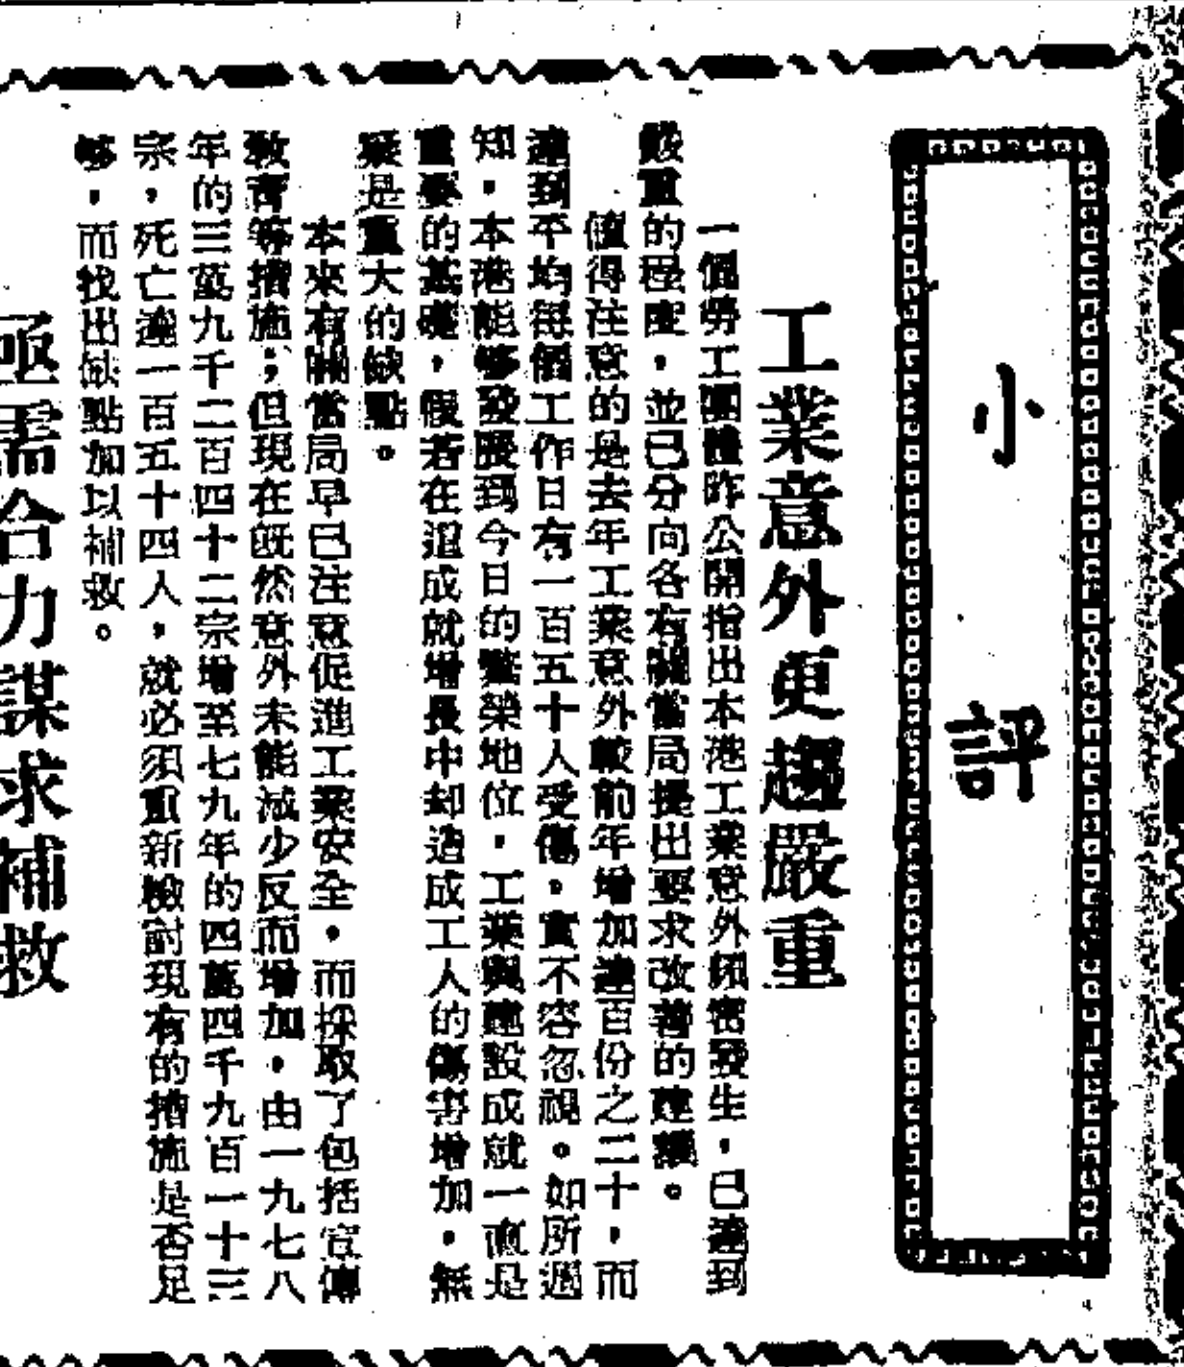 小評
工業意外更趨嚴重
一個勞工團體昨公開指出本港工業意外頻密發生，已達到
嚴重的程度，並已分向各有關當局提出要求改善的建議。
值得注意的是去年工業意外較前年增加達百份之二十，而
達到平均每個工作日有一百五十人受傷。實不容忽視。如所週
知，本港能够發展到今日的繁榮地位，工業與建設成就一直是
重要的基礎，假若在這成就增長中却造成工人的傷害增加，無
疑是重大的缺點。
本來有關當局早已注意促進工業安全，而採取了包括宣傳
教育等措施；但現在既然意外未能減少反而增加，由一九七八
年的三萬九千二百四十二宗增至七九年的四萬四千九百一十三
宗，死亡達一百五十四人，就必須重新檢討現有的措施是否足
够，而找出缺點加以補救。
亟需合力謀求補救